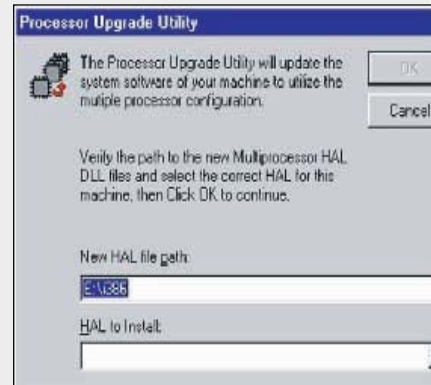 Processor Upgrade Utility
The Processor Upgrade Utility will update the
system software of your machine to utilize the
mutiple processor configuration.
OK
Cancel
Verify the path to the new Multiprocessor HAL
DLL files and select the correct HAL for this
machine, then Click OK to continue.
New HAL file path:
E:\i386
HAL to Install: